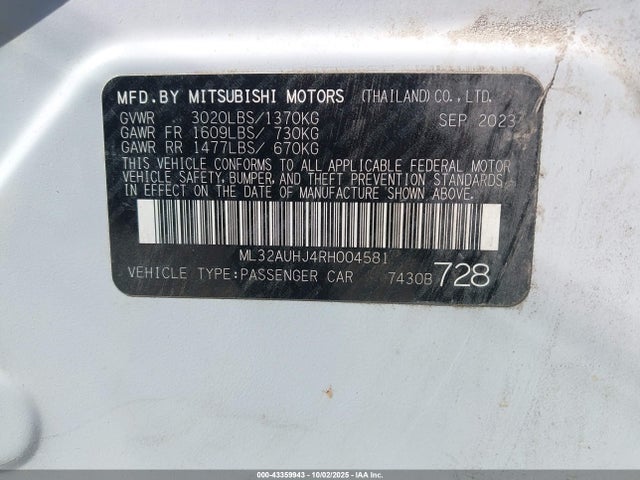 MFD.BY MITSUBISHI MOTORS (THAILAND)CO.,LTD.
GVWR 3020LBS/1370KG SEP 2023
GAWR FR 1609LBS/ 730KG
GAWR RR 1477LBS/ 670KG
THIS VEHICLE CONFORMS TO ALL APPLICABLE FEDERAL MOTOR
VEHICLE SAFETY, BUMPER, AND THEFT PREVENTION STANDARDS
IN EFFECT ON THE DATE OF MANUFACTURE SHOWN ABOVE.
ML32AUHJ4RH004581
VEHICLE TYPE:PASSENGER CAR 7430B 728
000-43359943 | 10/02/2025 | IAA Inc.